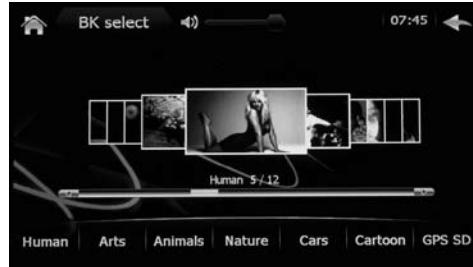 BK select 07:45
Human 5/12
Human Arts Animals Nature Cars Cartoon GPS SD